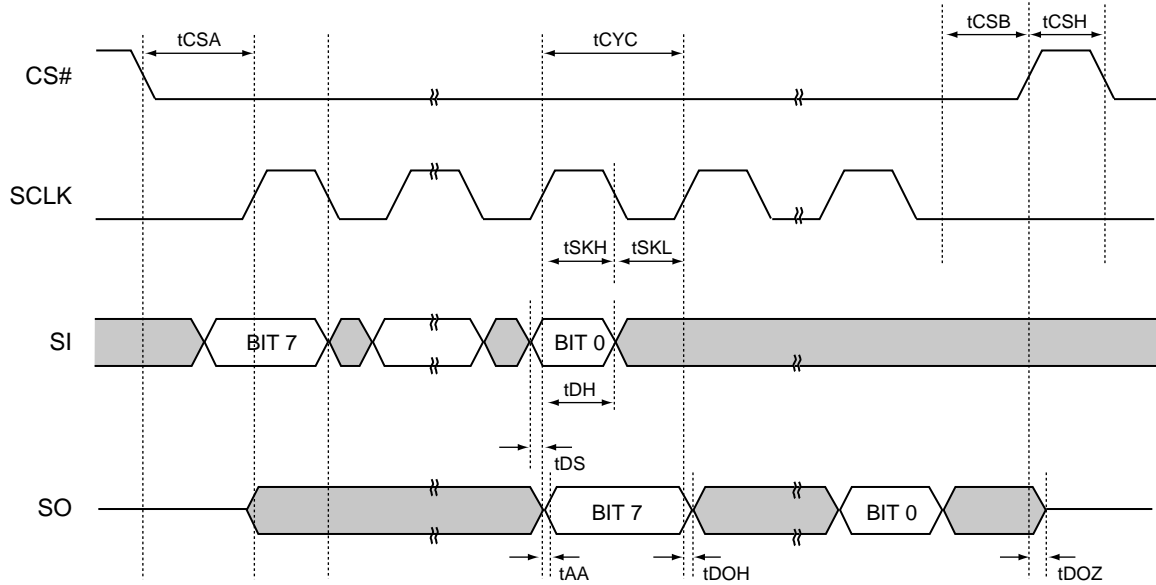 tCSA
tCYC
tCSB
tCSH
CS#
SCLK
tSKH
tSKL
SI
BIT 7
BIT 0
tDH
tDS
SO
BIT 7
BIT 0
tAA
tDOH
tDOZ